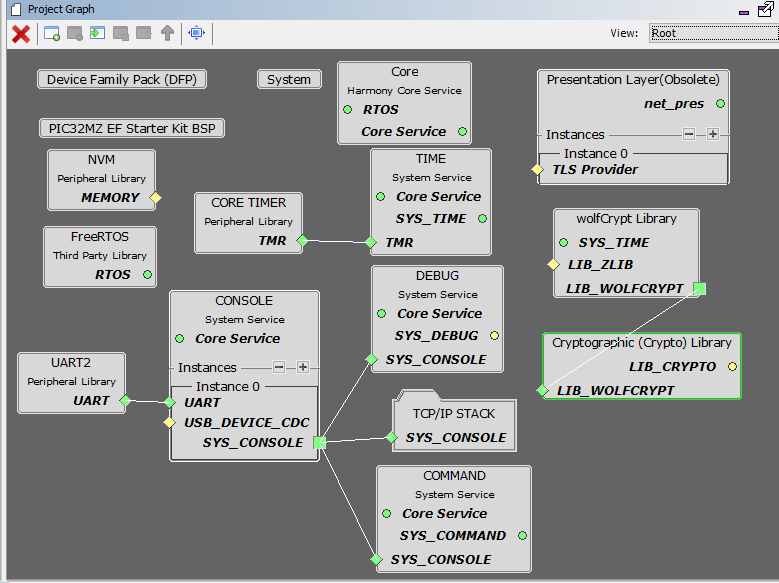 Project Graph
View:
Root
Device Family Pack (DFP)
System
Core
Harmony Core Service
RTOS
Core Service
Presentation Layer(Obsolete)
net_pres
Instances
Instance 0
TLS Provider
PIC32MZ EF Starter Kit BSP
NVM
Peripheral Library
MEMORY
TIME
System Service
Core Service
SYS_TIME
TMR
CORE TIMER
Peripheral Library
TMR
wolfCrypt Library
SYS_TIME
LIB_ZLIB
LIB_WOLFCRYPT
FreeRTOS
Third Party Library
RTOS
DEBUG
System Service
Core Service
SYS_DEBUG
SYS_CONSOLE
CONSOLE
System Service
Core Service
Instances
Instance 0
UART
USB_DEVICE_CDC
SYS_CONSOLE
Cryptographic (Crypto) Library
LIB_CRYPTO
LIB_WOLFCRYPT
UART2
Peripheral Library
UART
TCP/IP STACK
SYS_CONSOLE
COMMAND
System Service
Core Service
SYS_COMMAND
SYS_CONSOLE